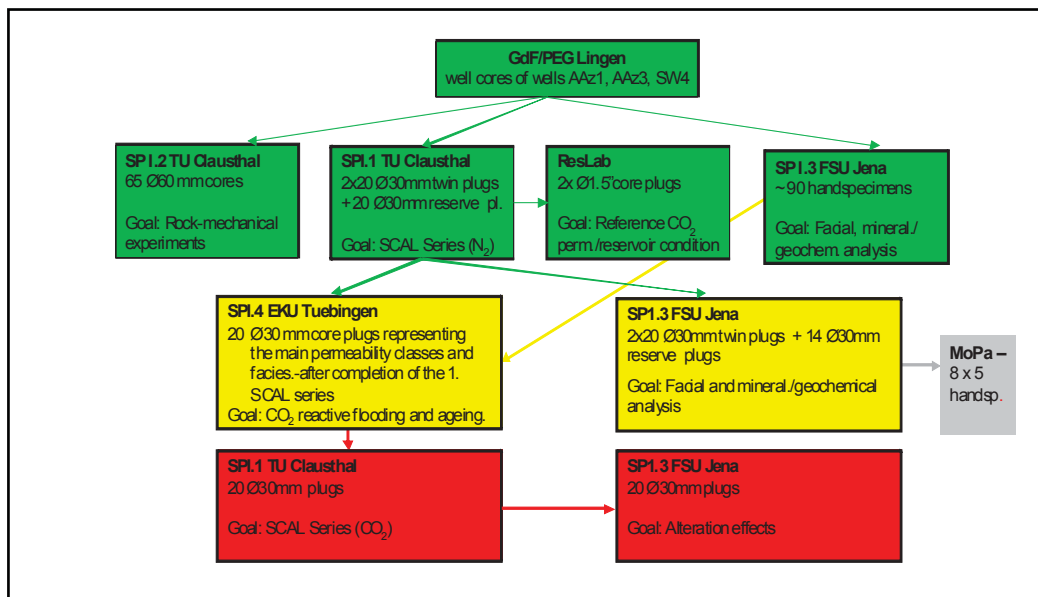 GdF/PEG Lingen
well cores of wells AAz1, AAz3, SW4
SP I.2 TU Clausthal
65 Ø60 mm cores
Goal: Rock-mechanical
experiments
SPI.1 TU Clausthal
2x20 Ø30mm twin plugs
+ 20 Ø30mm reserve pl.
Goal: SCAL Series (N₂)
ResLab
2x Ø1.5"core plugs
Goal: Reference CO₂
perm./reservoir condition
SP I.3 FSU Jena
~ 90 handspecimens
Goal: Facial, mineral./
geochem. analysis
SPI.4 EKU Tuebingen
20 Ø30 mm core plugs representing
the main permeability classes and
facies.-after completion of the 1.
SCAL series
Goal: CO₂ reactive flooding and ageing.
SP1.3 FSU Jena
2x20 Ø30mm twin plugs + 14 Ø30mm
reserve plugs
Goal: Facial and mineral./geochemical
analysis
MoPa –
8 x 5
handsp.
SPI.1 TU Clausthal
20 Ø30mm plugs
Goal: SCAL Series (CO₂)
SP1.3 FSU Jena
20 Ø30mm plugs
Goal: Alteration effects